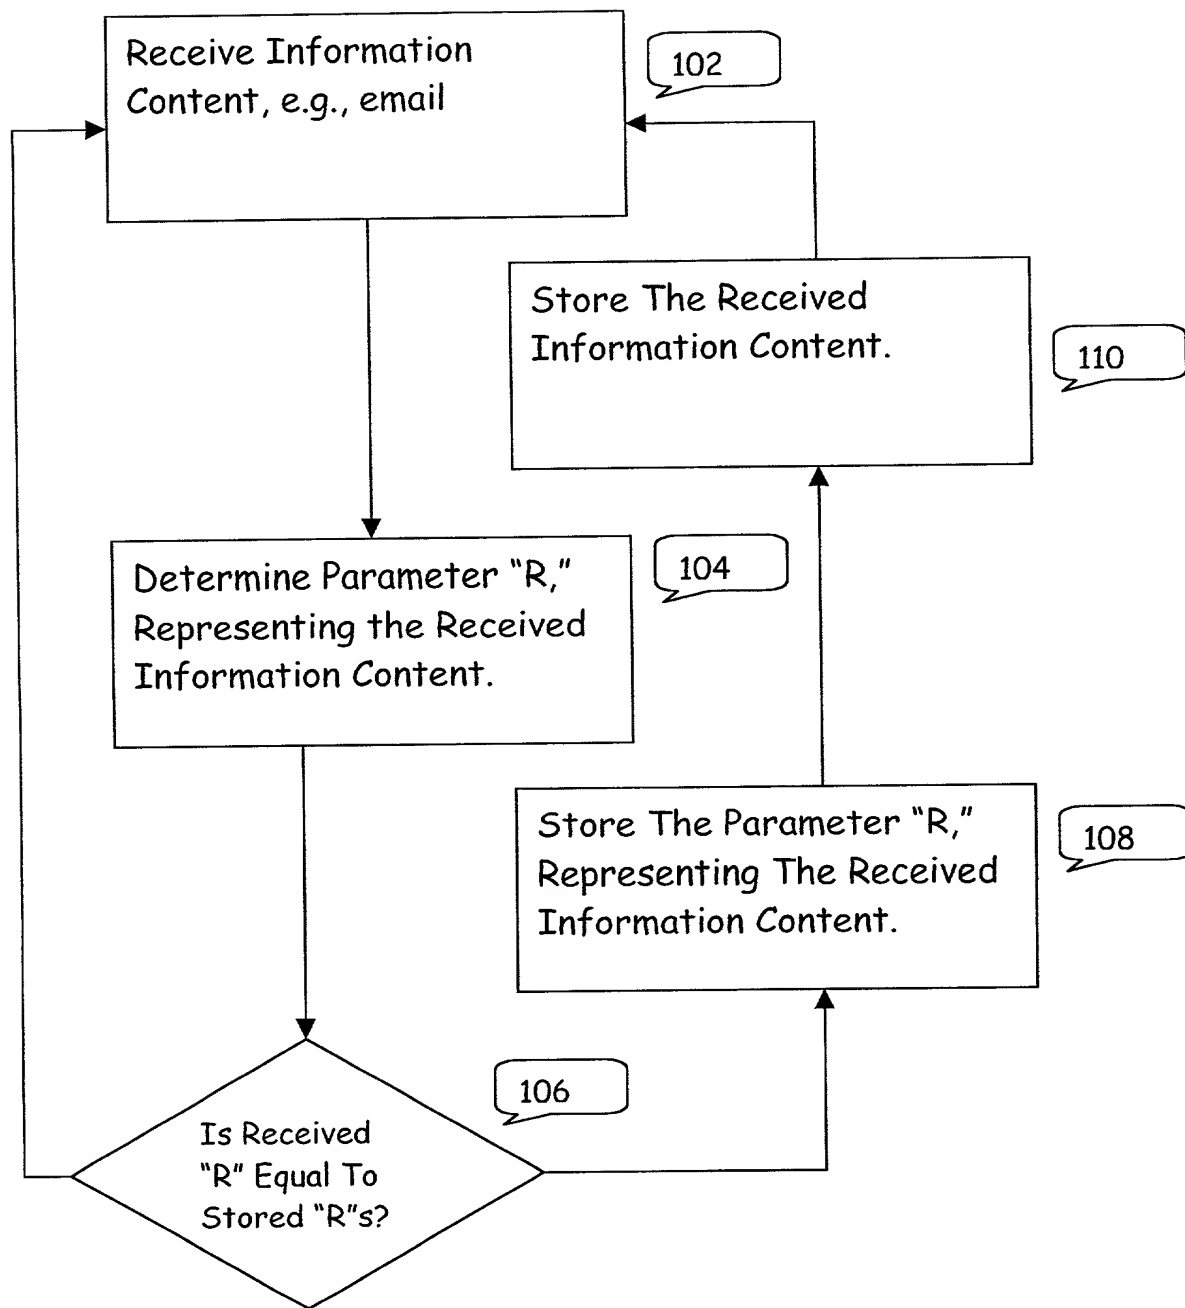 Receive Information
Content, e.g., email
102
Store The Received
Information Content.
110
Determine Parameter “R,”
Representing the Received
Information Content.
104
Store The Parameter “R,”
Representing The Received
Information Content.
108
Is Received
“R” Equal To
Stored “R”s?
106